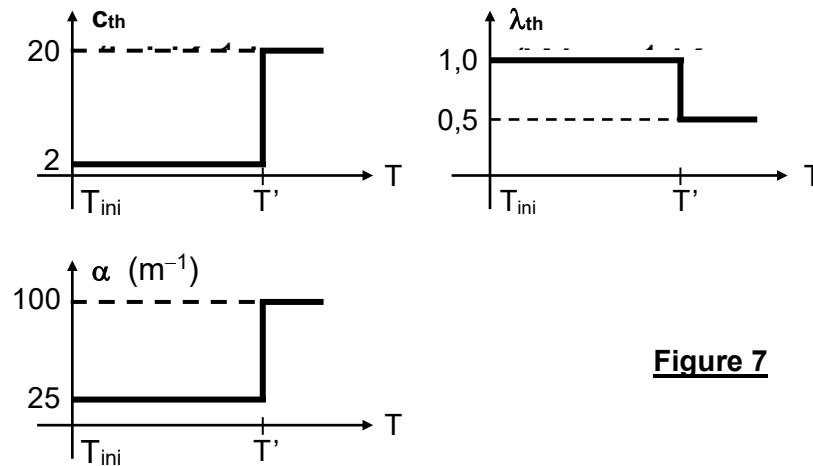 c_th
20
2
T_ini
T’
T
λ_th
1,0
0,5
T_ini
T’
T
α (m⁻¹)
100
25
T_ini
T’
T
Figure 7